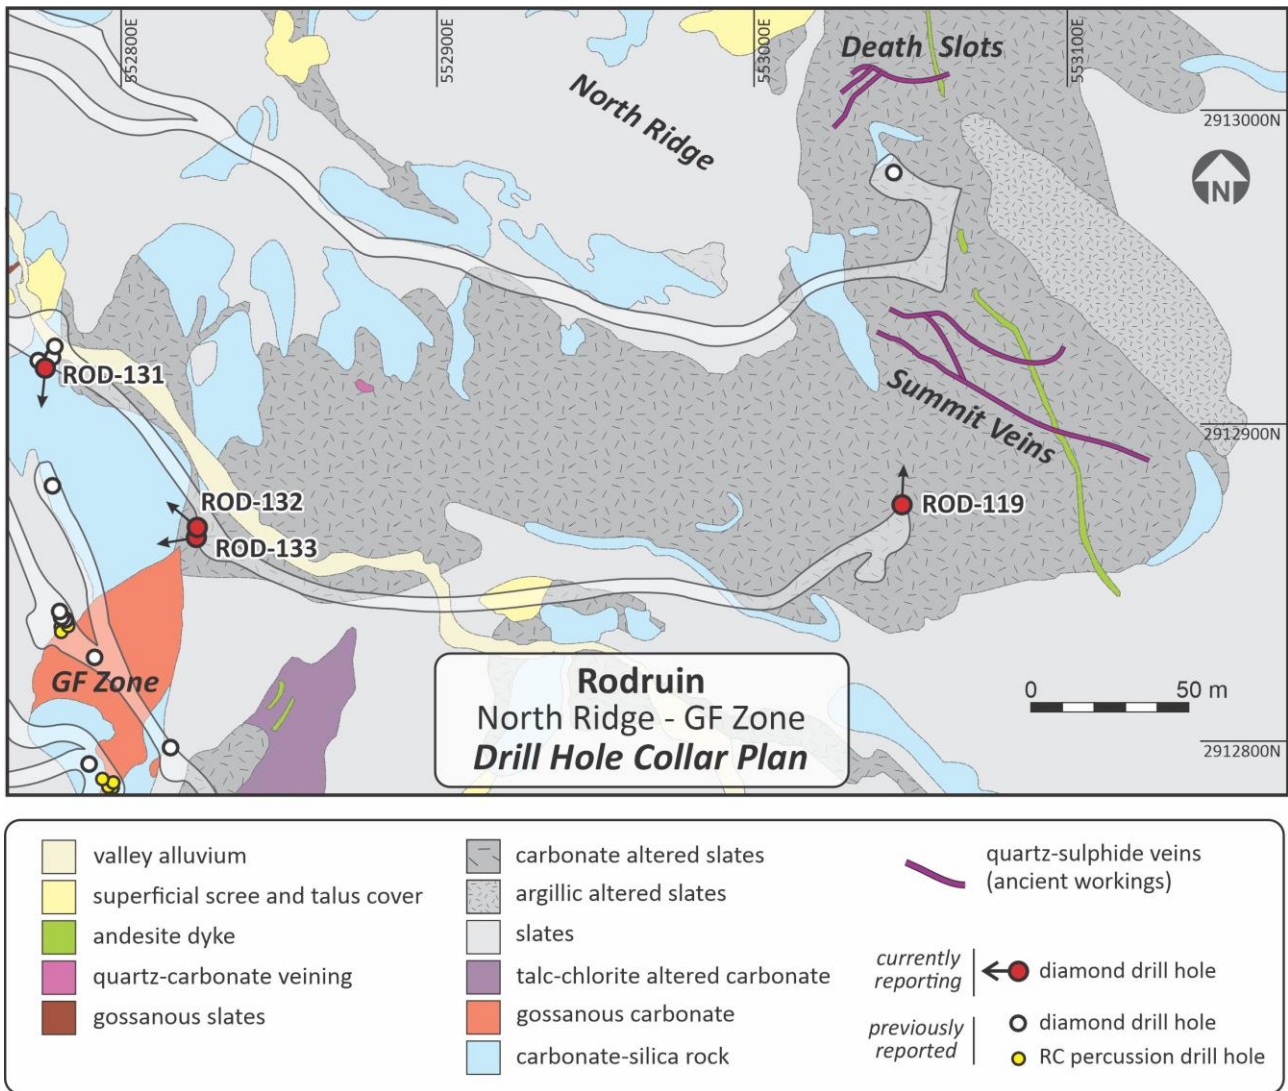 552800E
552900E
553000E
553100E
Death Slots
North Ridge
2913000N
N
ROD-131
Summit Veins
2912900N
ROD-132
ROD-133
ROD-119
GF Zone
Rodruin
North Ridge - GF Zone
Drill Hole Collar Plan
0 50 m
2912800N
valley alluvium
superficial scree and talus cover
andesite dyke
quartz-carbonate veining
gossanous slates
carbonate altered slates
argillic altered slates
slates
talc-chlorite altered carbonate
gossanous carbonate
carbonate-silica rock
quartz-sulphide veins
(ancient workings)
currently
reporting
diamond drill hole
previously
reported
diamond drill hole
RC percussion drill hole